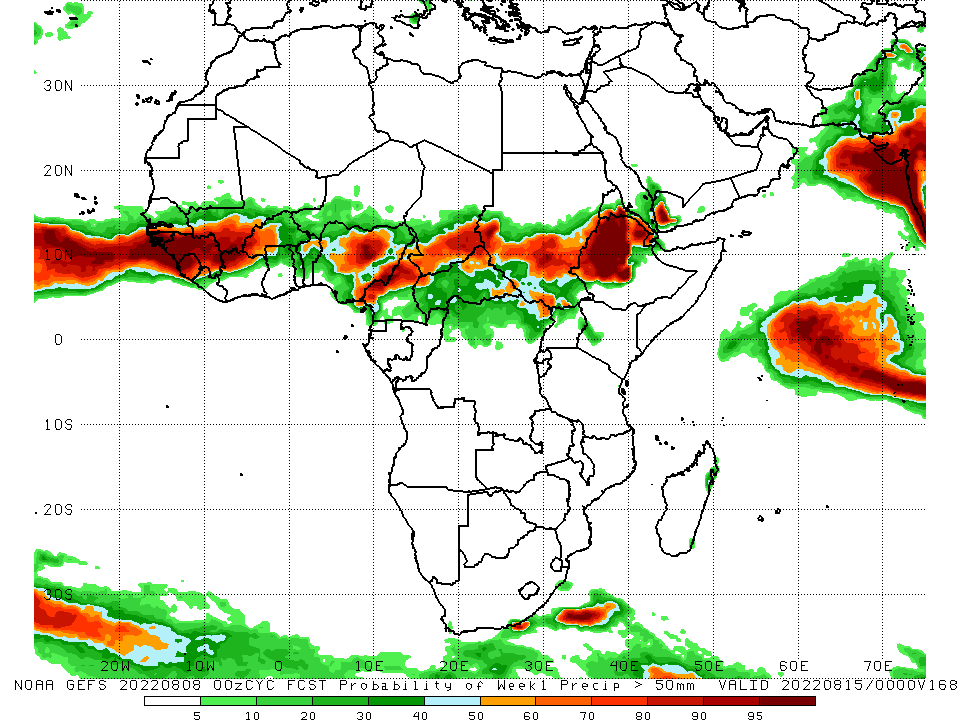 30N
20N
10N
0
10S
20S
30S
20W 10W 0 10E 20E 30E 40E 50E 60E 70E
NOAA GEFS 20220808 00zCYC FCST Probability of Week1 Precip > 50mm VALID 20220815/0000V168
5 10 20 30 40 50 60 70 80 90 95